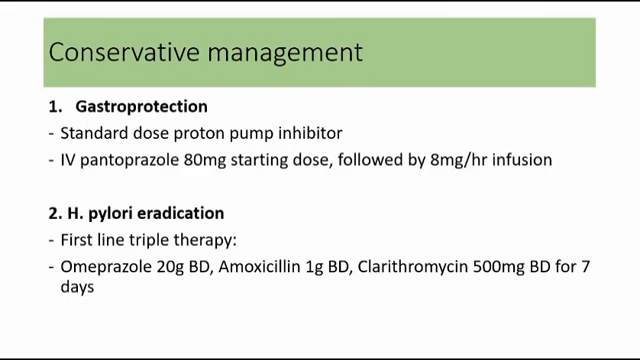 Conservative management
1. Gastroprotection
- Standard dose proton pump inhibitor
- IV pantoprazole 80mg starting dose, followed by 8mg/hr infusion
2. H. pylori eradication
- First line triple therapy:
- Omeprazole 20g BD, Amoxicillin 1g BD, Clarithromycin 500mg BD for 7
days